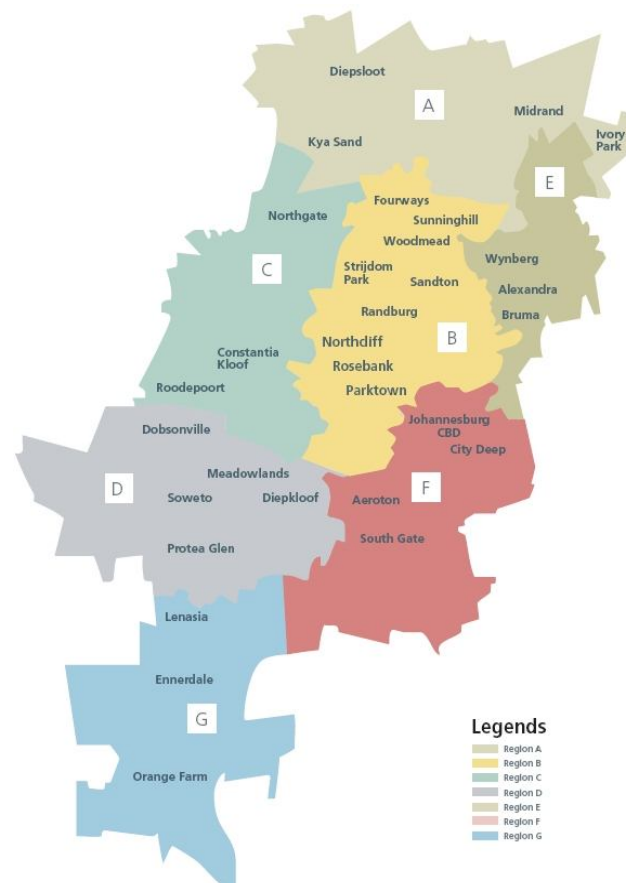 Diepsloot
A
Midrand
Ivory
Park
Kya Sand
E
Fourways
Northgate
Sunninghill
Woodmead
Wynberg
C
Strijdom
Park
Sandton
Alexandra
Randburg
Bruma
B
Northcliff
Constantia
Kloof
Rosebank
Roodepoort
Parktown
Johannesburg
CBD
Dobsonville
City Deep
Meadowlands
D
F
Soweto
Diepkloof
Aeroton
South Gate
Protea Glen
Lenasia
Ennerdale
G
Orange Farm
Legends
Region A
Region B
Region C
Region D
Region E
Region F
Region G